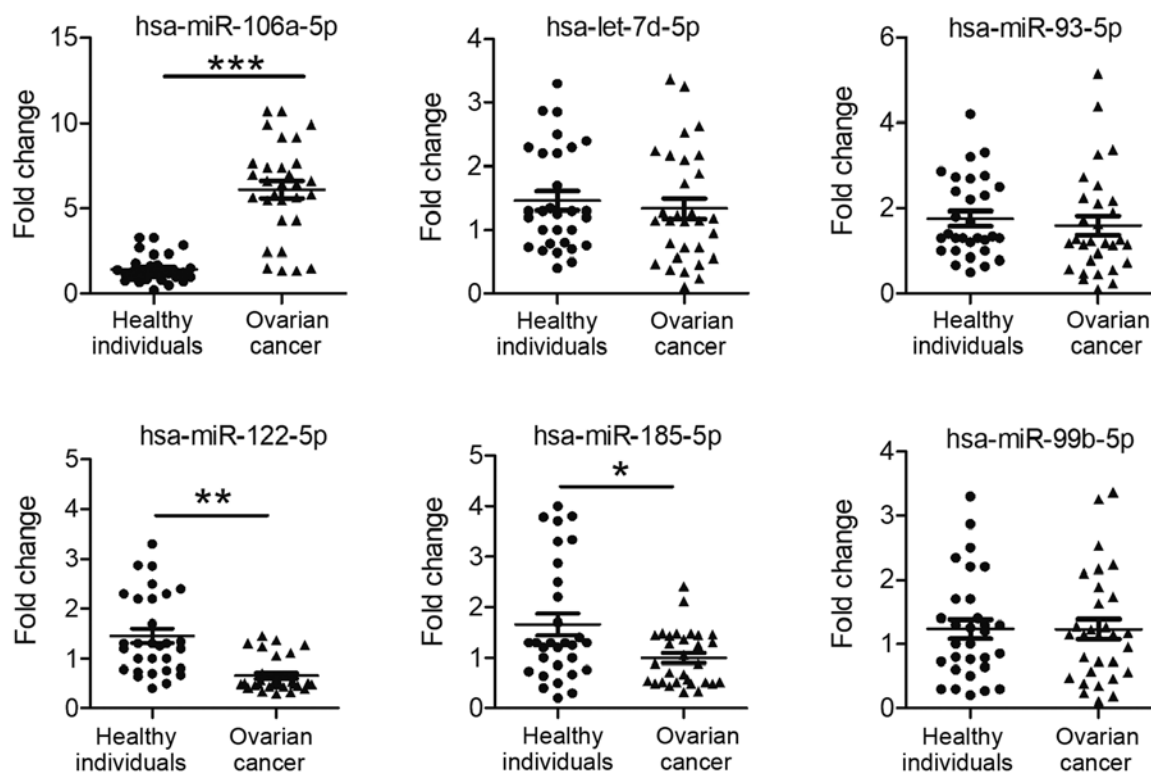 hsa-miR-106a-5p
***
Fold change
15
10
5
0
Healthy individuals
Ovarian cancer
hsa-let-7d-5p
Fold change
4
3
2
1
0
Healthy individuals
Ovarian cancer
hsa-miR-93-5p
Fold change
6
4
2
0
Healthy individuals
Ovarian cancer
hsa-miR-122-5p
**
Fold change
5
4
3
2
1
0
Healthy individuals
Ovarian cancer
hsa-miR-185-5p
*
Fold change
5
4
3
2
1
0
Healthy individuals
Ovarian cancer
hsa-miR-99b-5p
Fold change
4
3
2
1
0
Healthy individuals
Ovarian cancer